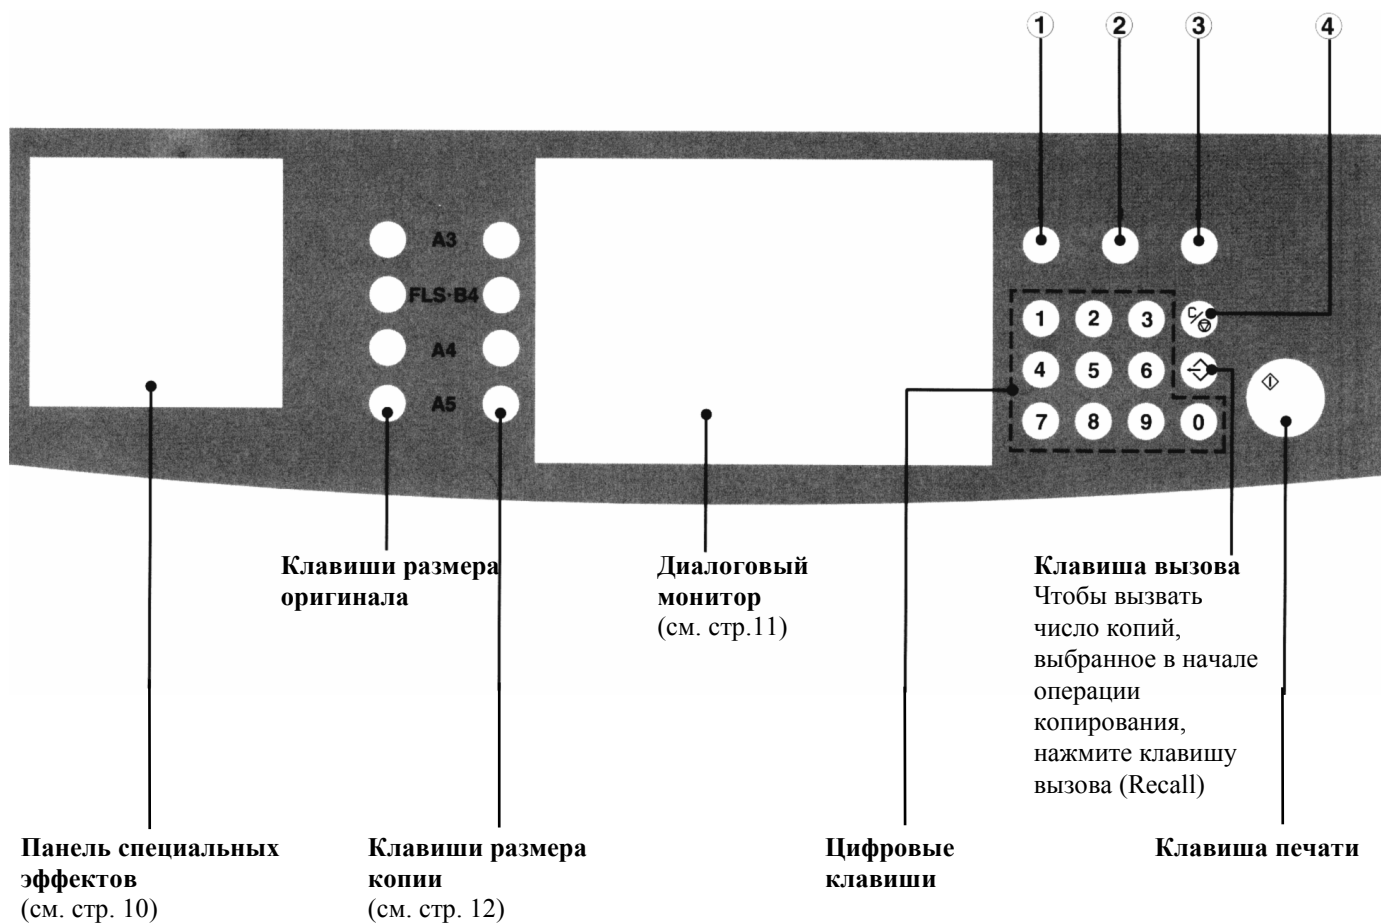 ① ② ③ ④
A3
FLS·B4
A4
A5
1 2 3 C/
4 5 6
7 8 9 0
Клавиши размера
оригинала
Диалоговый
монитор
(см. стр.11)
Клавиша вызова
Чтобы вызвать
число копий,
выбранное в начале
операции
копирования,
нажмите клавишу
вызова (Recall)
Панель специальных
эффектов
(см. стр. 10)
Клавиши размера
копии
(см. стр. 12)
Цифровые
клавиши
Клавиша печати